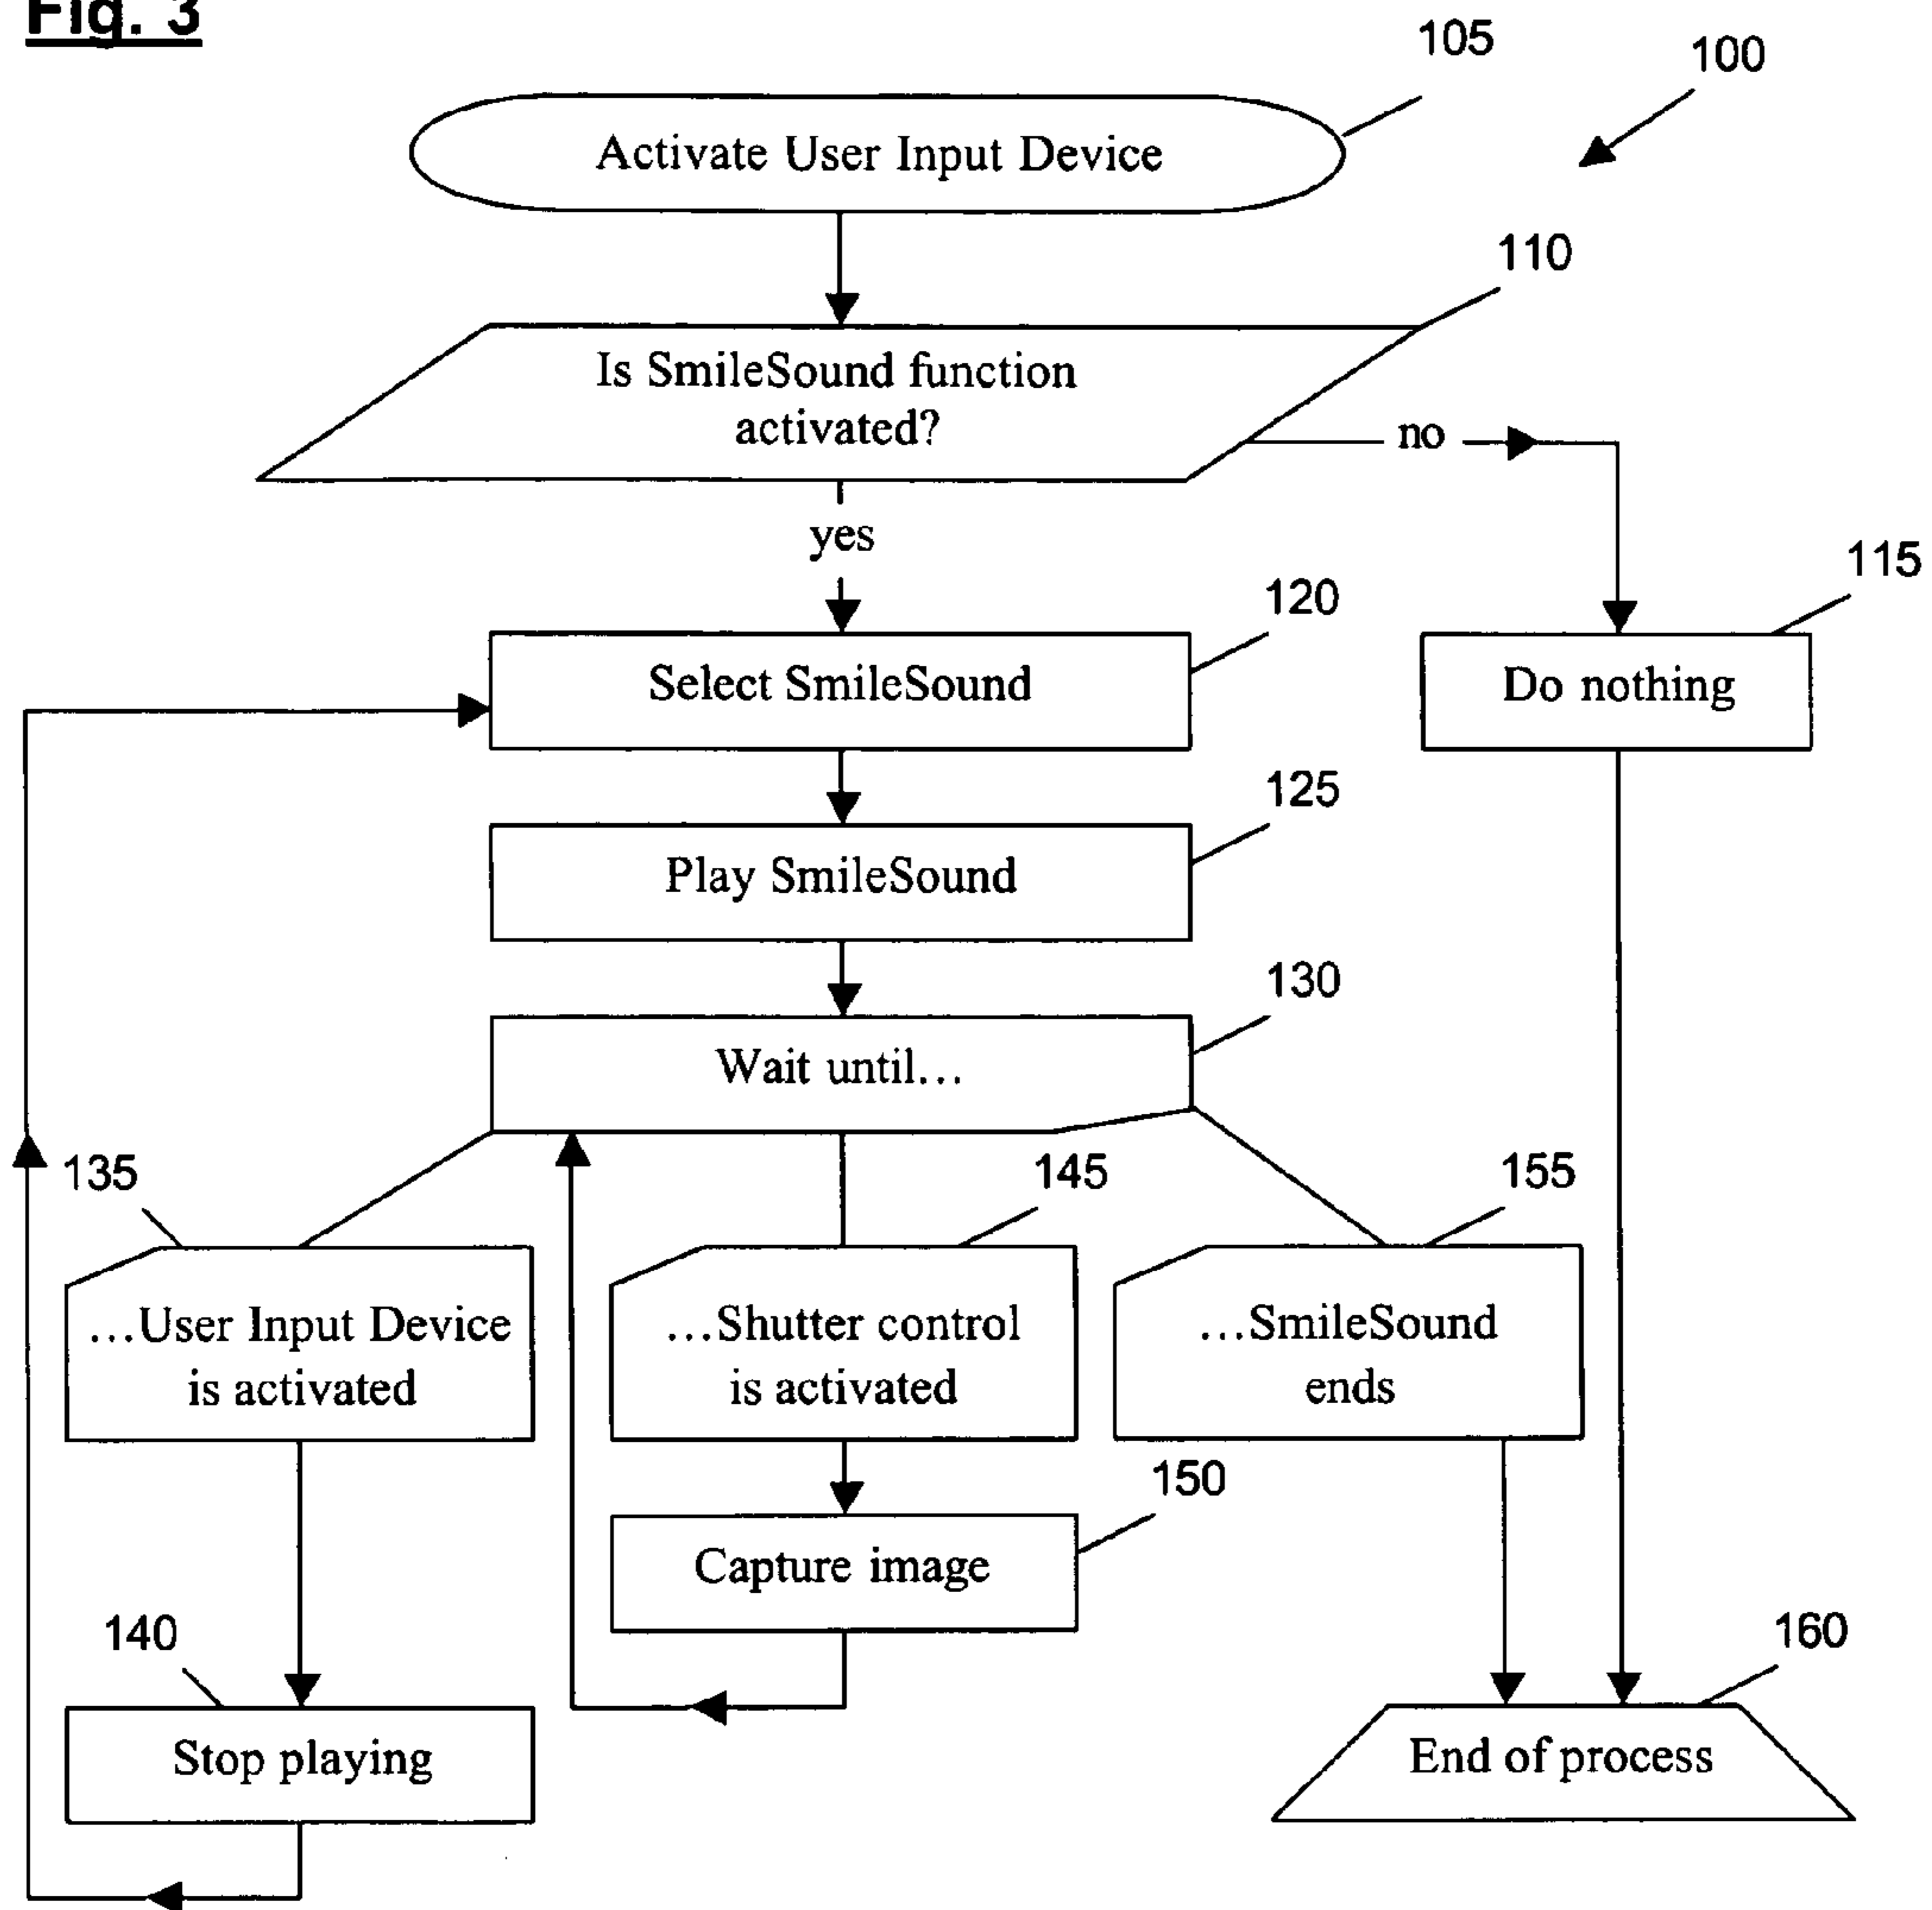 Fig. 3
105
100
Activate User Input Device
110
Is SmileSound function
activated?
no
yes
115
120
Select SmileSound
Do nothing
125
Play SmileSound
130
Wait until...
135
145
155
...User Input Device
is activated
...Shutter control
is activated
...SmileSound
ends
150
Capture image
140
160
Stop playing
End of process